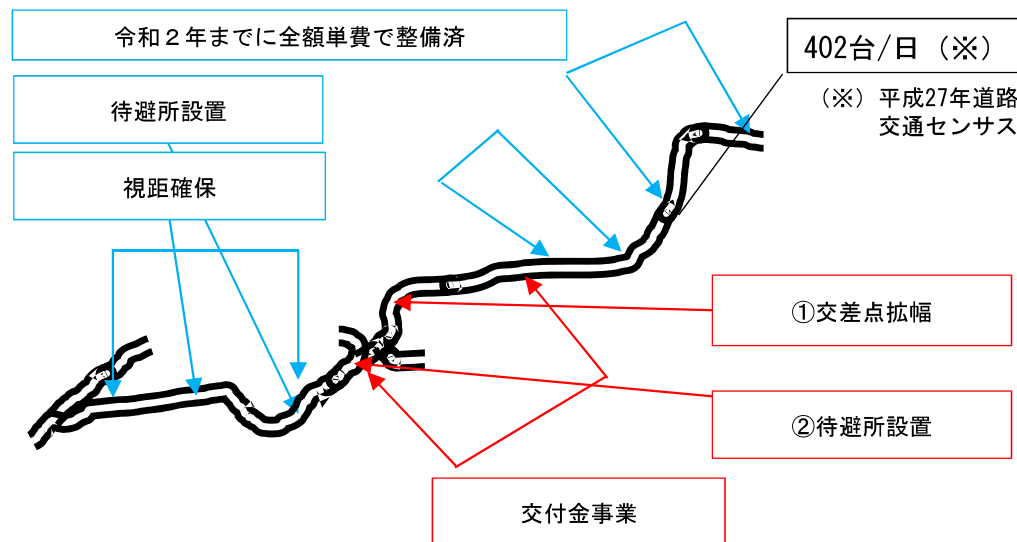 令和２年までに全額単費で整備済
402台/日（※）
待避所設置
（※）平成27年道路
交通センサス
視距確保
①交差点拡幅
②待避所設置
交付金事業